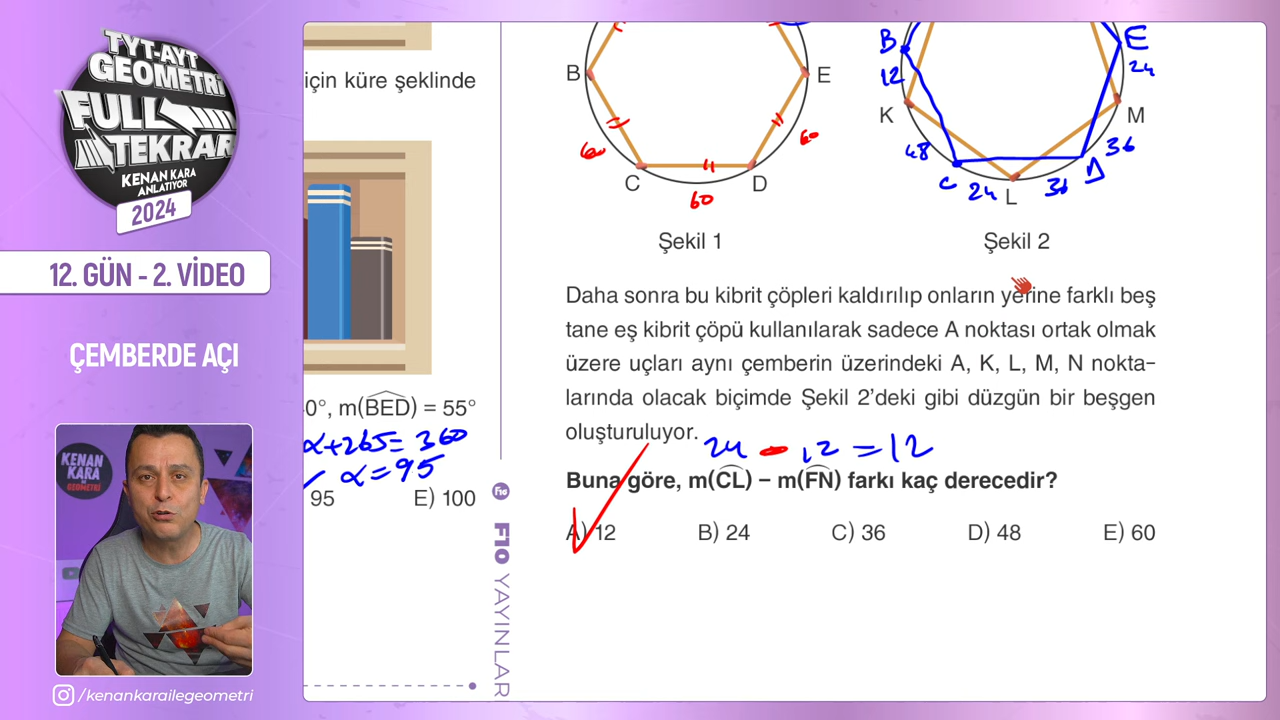 TYT-AYT
GEOMETRİ
FULL
TEKRAR
KENAN KARA
ANLATIYOR
2024
12. GÜN - 2. VİDEO
ÇEMBERDE AÇI
KENAN
KARA
GEOMETRİ
/kenankarailegeometri
için küre şeklinde
0°, m(BED) = 55°
α+265=360
α=95
95
E) 100
F10
F10 YAYINLAR
B
E
60
60
C
D
60
Şekil 1
B
E
12
24
K
M
48
36
C
24
L
36
D
Şekil 2
Daha sonra bu kibrit çöpleri kaldırılıp onların yerine farklı beş
tane eş kibrit çöpü kullanılarak sadece A noktası ortak olmak
üzere uçları aynı çemberin üzerindeki A, K, L, M, N nokta-
larında olacak biçimde Şekil 2'deki gibi düzgün bir beşgen
oluşturuluyor.
24 - 12 = 12
Buna göre, m(CL) – m(FN) farkı kaç derecedir?
A) 12 B) 24 C) 36 D) 48 E) 60